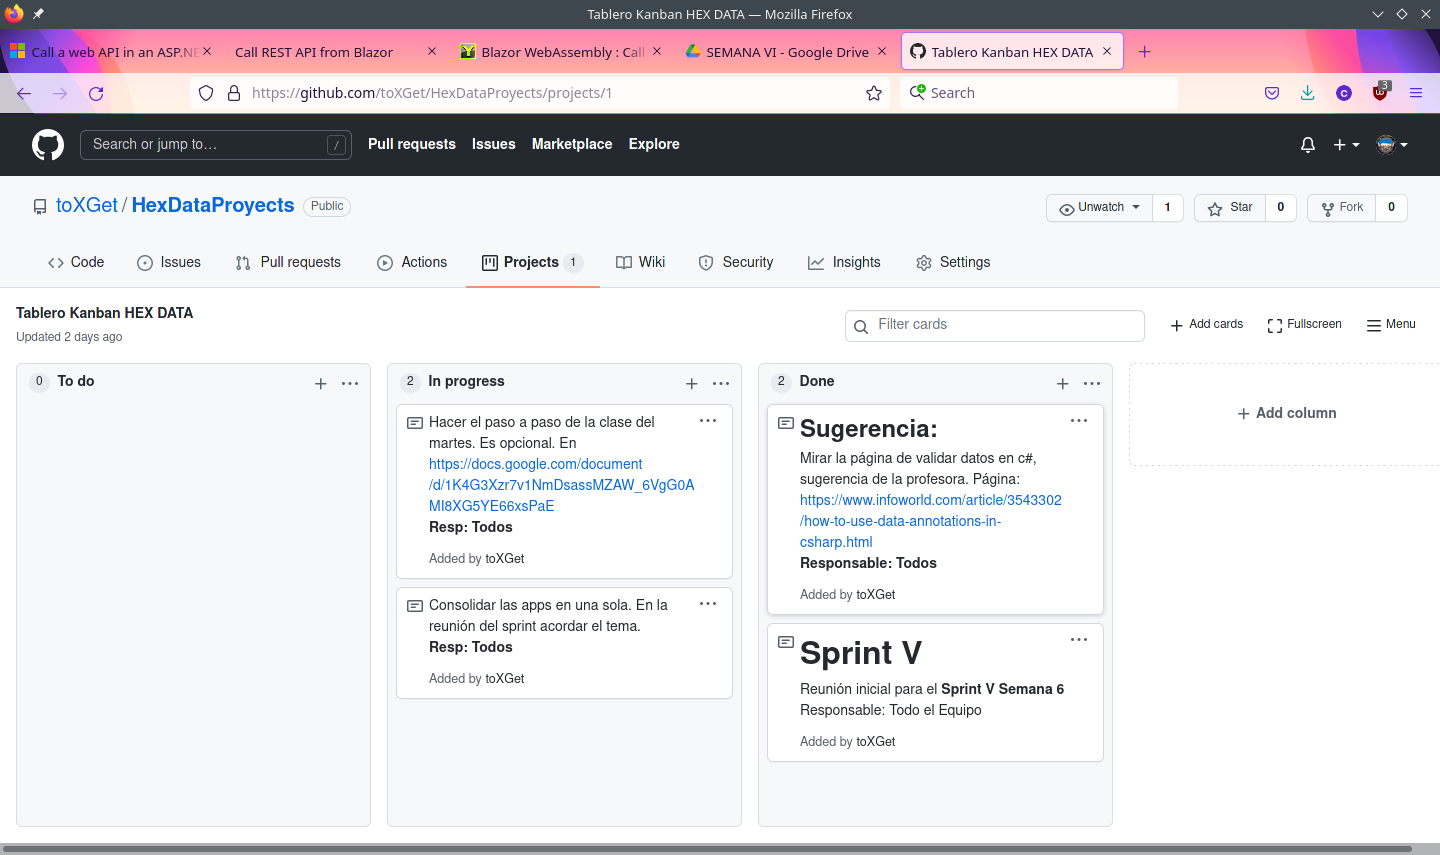 Tablero Kanban HEX DATA — Mozilla Firefox
Call a web API in an ASP.NE
Call REST API from Blazor
Blazor WebAssembly : Call
SEMANA VI - Google Drive
Tablero Kanban HEX DATA
https://github.com/toXGet/HexDataProyects/projects/1
Search
C
3
Search or jump to…
/
Pull requests
Issues
Marketplace
Explore
toXGet / HexDataProyects
Public
Unwatch
1
Star
0
Fork
0
Code
Issues
Pull requests
Actions
Projects 1
Wiki
Security
Insights
Settings
Tablero Kanban HEX DATA
Updated 2 days ago
Filter cards
Add cards
Fullscreen
Menu
0 To do
2 In progress
Hacer el paso a paso de la clase del
martes. Es opcional. En
https://docs.google.com/document
/d/1K4G3Xzr7v1NmDsassMZAW_6VgG0A
MI8XG5YE66xsPaE
Resp: Todos
Added by toXGet
Consolidar las apps en una sola. En la
reunión del sprint acordar el tema.
Resp: Todos
Added by toXGet
2 Done
Sugerencia:
Mirar la página de validar datos en c#,
sugerencia de la profesora. Página:
https://www.infoworld.com/article/3543302
/how-to-use-data-annotations-in-
csharp.html
Responsable: Todos
Added by toXGet
Sprint V
Reunión inicial para el Sprint V Semana 6
Responsable: Todo el Equipo
Added by toXGet
Add column